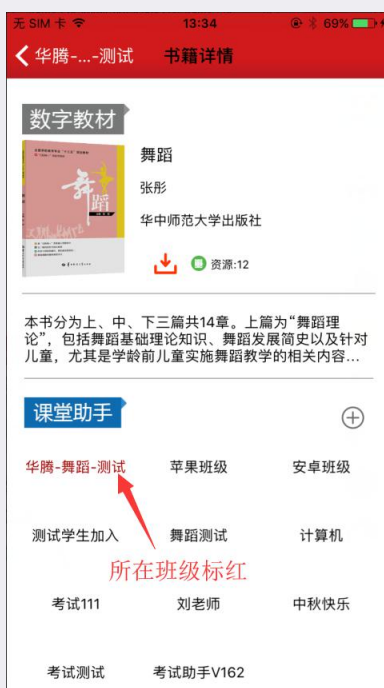 无 SIM 卡 13:34 69%
华腾-...-测试 书籍详情
数字教材
舞蹈
张彤
华中师范大学出版社
资源:12
舞蹈
本书分为上、中、下三篇共14章。上篇为“舞蹈理
论”，包括舞蹈基础理论知识、舞蹈发展简史以及针对
儿童，尤其是学龄前儿童实施舞蹈教学的相关内容...
课堂助手
华腾-舞蹈-测试 苹果班级 安卓班级
测试学生加入 舞蹈测试 计算机
所在班级标红
考试111 刘老师 中秋快乐
考试测试 考试助手V162